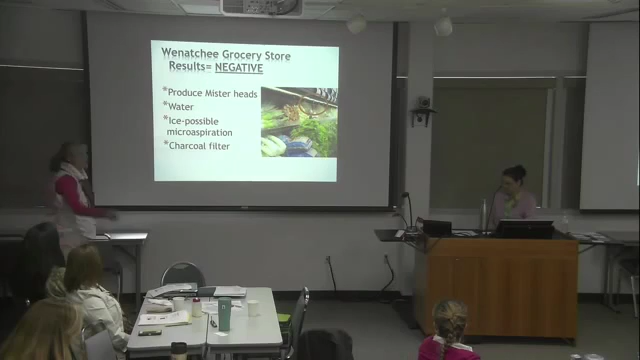 Wenatchee Grocery Store
Results= NEGATIVE
*Produce Mister heads
*Water
*Ice-possible
microaspiration
*Charcoal filter